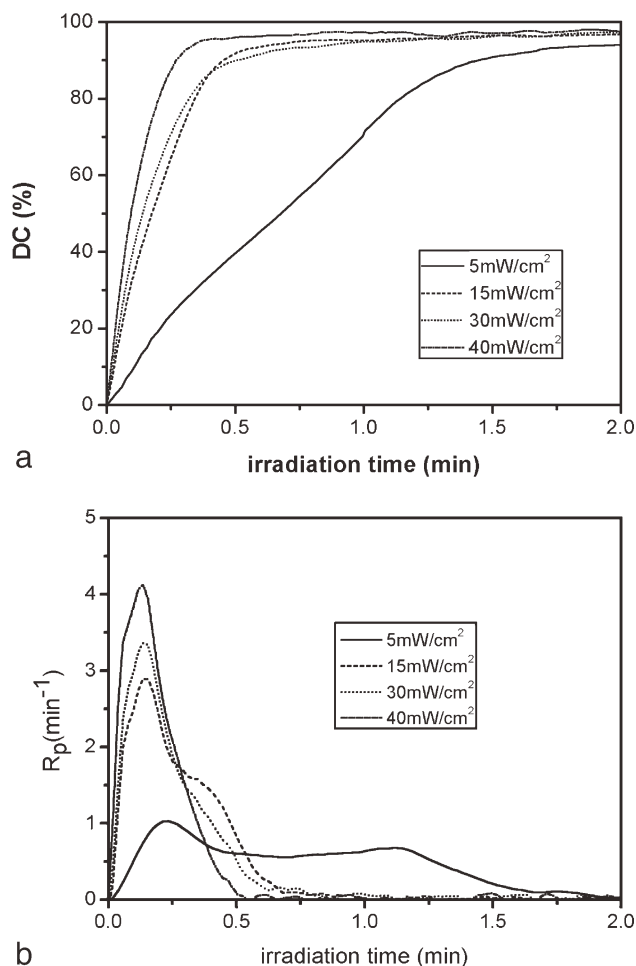 100
80
60
40
20
0
DC (%)
5mW/cm²
15mW/cm²
30mW/cm²
40mW/cm²
0.0 0.5 1.0 1.5 2.0
a
irradiation time (min)
5
4
3
2
1
0
Rp(min⁻¹)
5mW/cm²
15mW/cm²
30mW/cm²
40mW/cm²
0.0 0.5 1.0 1.5 2.0
b
irradiation time (min)